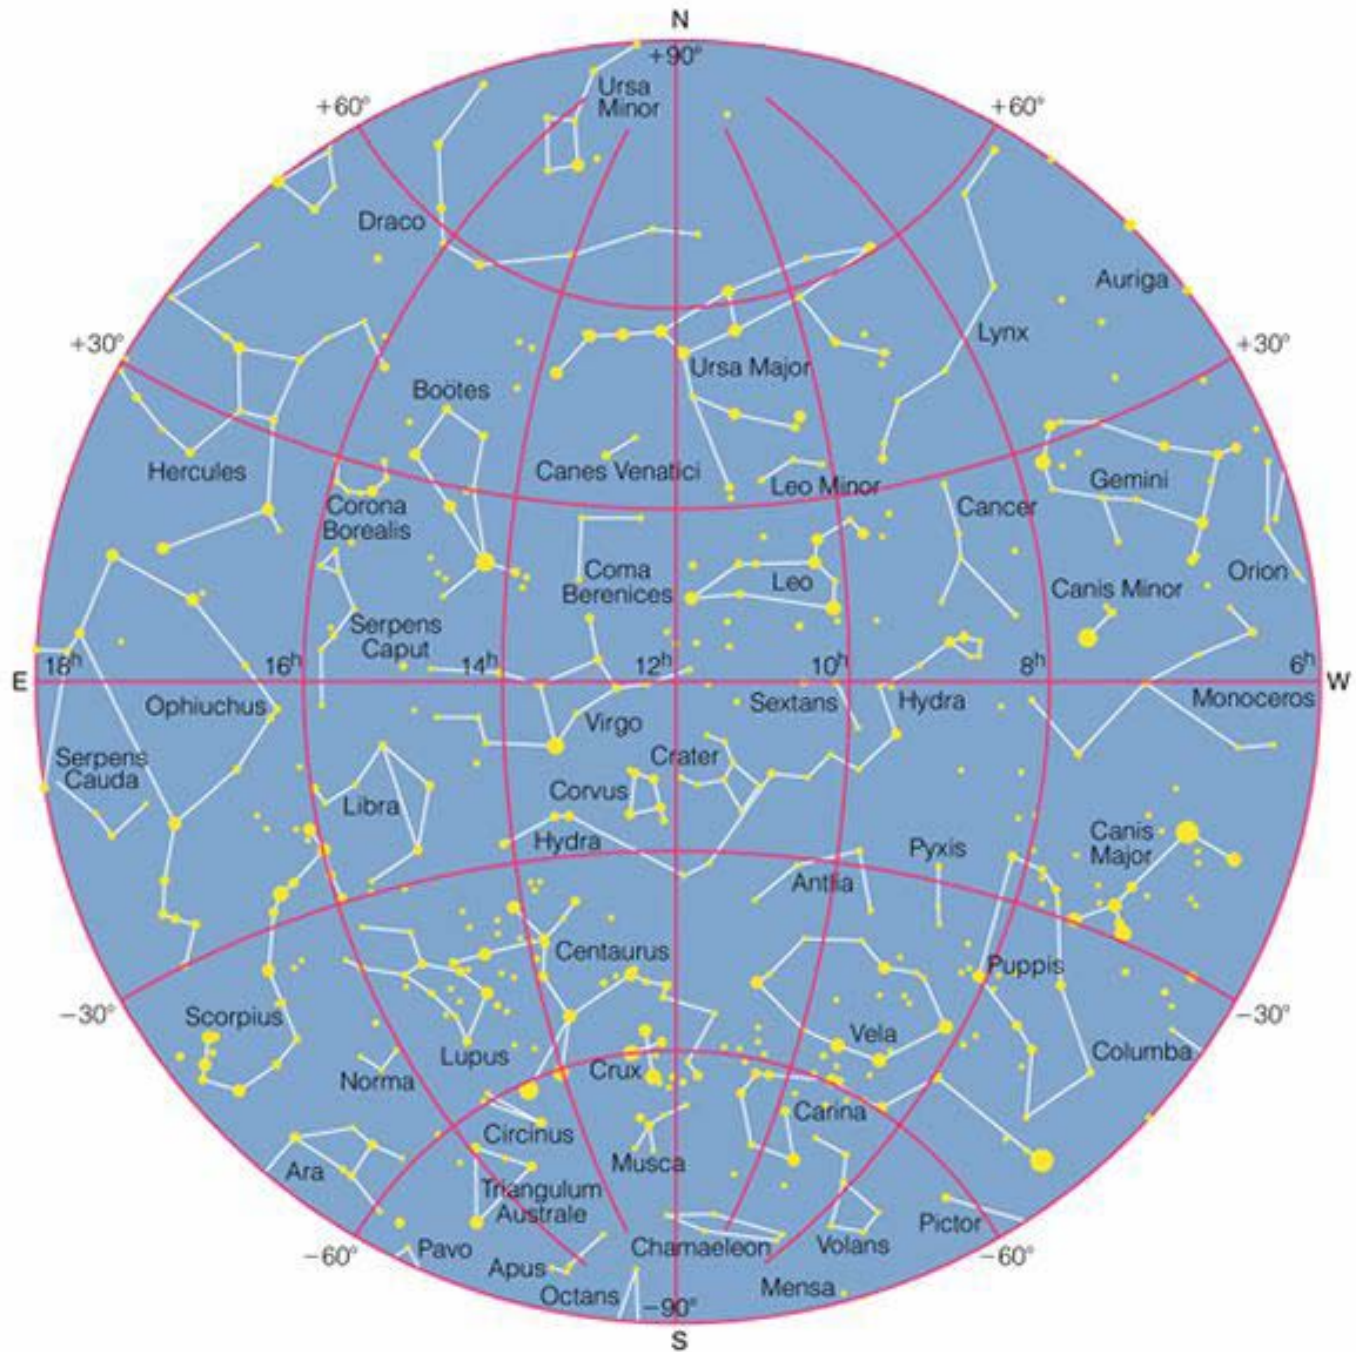 N
+90°
Ursa
Minor
+60°
+60°
Draco
Auriga
Lynx
+30°
+30°
Ursa Major
Boötes
Hercules
Canes Venatici
Leo Minor
Gemini
Corona
Borealis
Cancer
Coma
Berenices
Leo
Orion
Canis Minor
Serpens
Caput
18h
16h
14h
12h
10h
8h
6h
E
W
Ophiuchus
Virgo
Sextans
Hydra
Monoceros
Serpens
Cauda
Crater
Libra
Corvus
Hydra
Pyxis
Canis
Major
Antlia
Centaurus
Puppis
−30°
−30°
Scorpius
Vela
Lupus
Columba
Norma
Crux
Carina
Circinus
Ara
Musca
Triangulum
Australe
Pictor
−60°
−60°
Pavo
Chamaeleon
Volans
Apus
Octans
Mensa
−90°
S